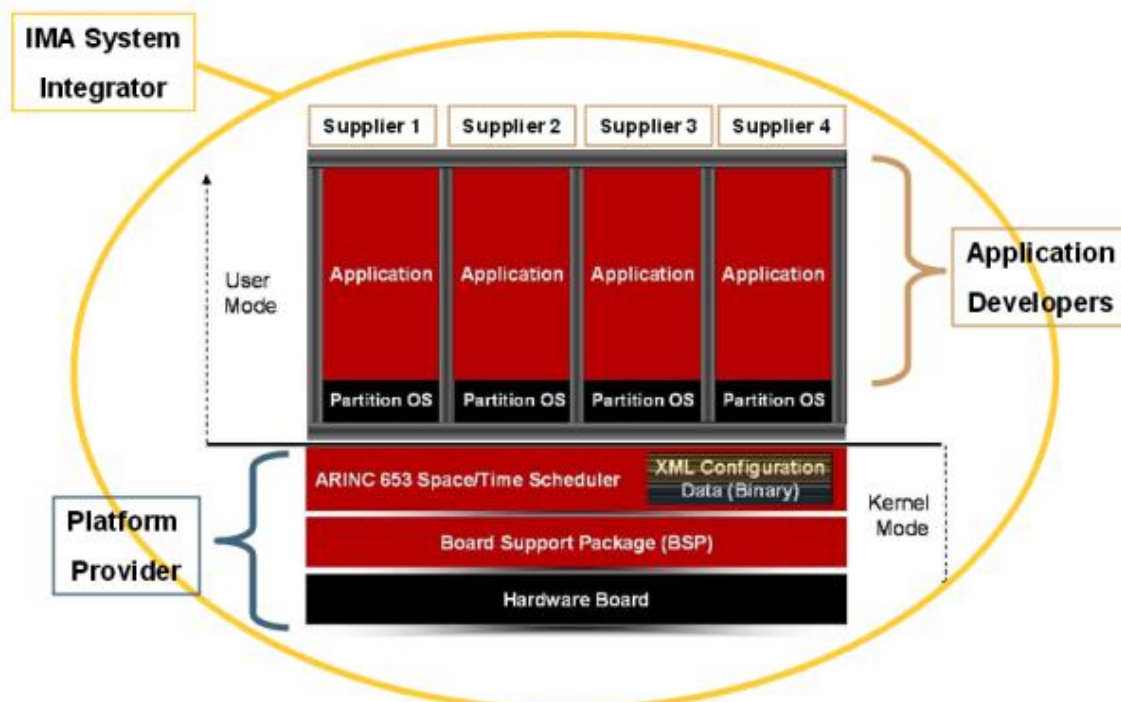 IMA System
Integrator
Supplier 1
Supplier 2
Supplier 3
Supplier 4
User
Mode
Application
Application
Application
Application
Application
Developers
Partition OS
Partition OS
Partition OS
Partition OS
ARINC 653 Space/Time Scheduler
XML Configuration
Data (Binary)
Kernel
Mode
Platform
Provider
Board Support Package (BSP)
Hardware Board